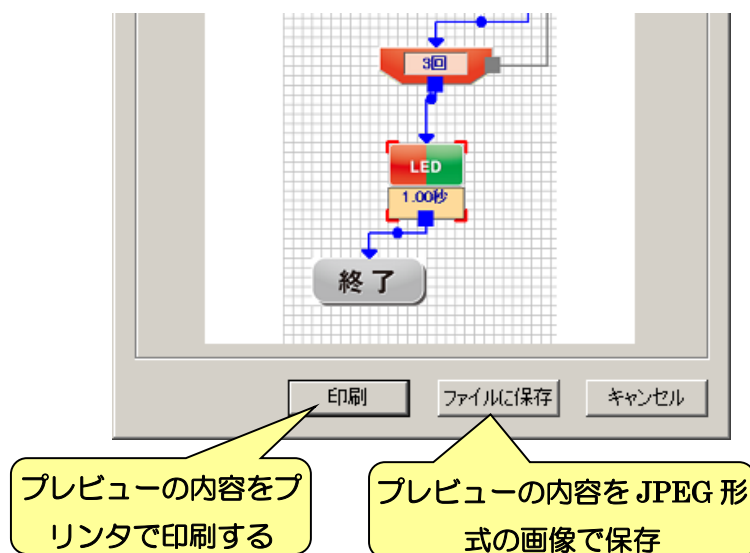 3回
LED
1.00秒
終了
印刷
ファイルに保存
キャンセル
プレビューの内容をプ
リンタで印刷する
プレビューの内容を JPEG 形
式の画像で保存